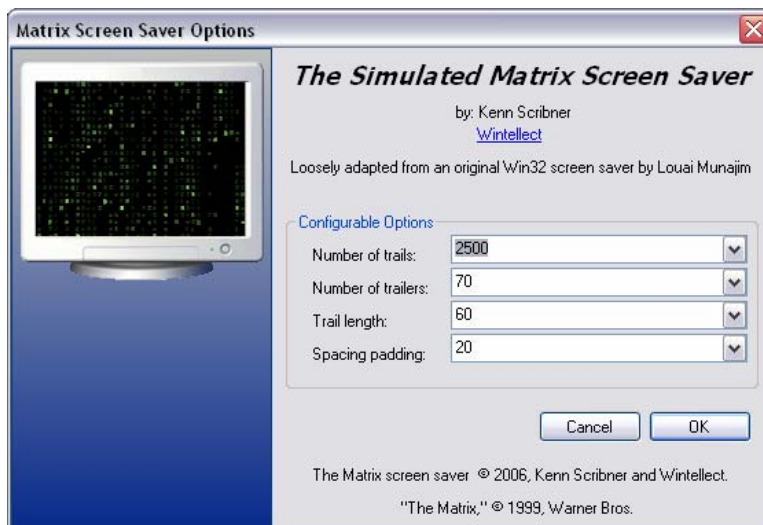 Matrix Screen Saver Options
The Simulated Matrix Screen Saver
by: Kenn Scribner
Wintellect
Loosely adapted from an original Win32 screen saver by Louai Munajim
Configurable Options
Number of trails: 2500
Number of trailers: 70
Trail length: 60
Spacing padding: 20
Cancel OK
The Matrix screen saver © 2006, Kenn Scribner and Wintellect.
"The Matrix," © 1999, Warner Bros.